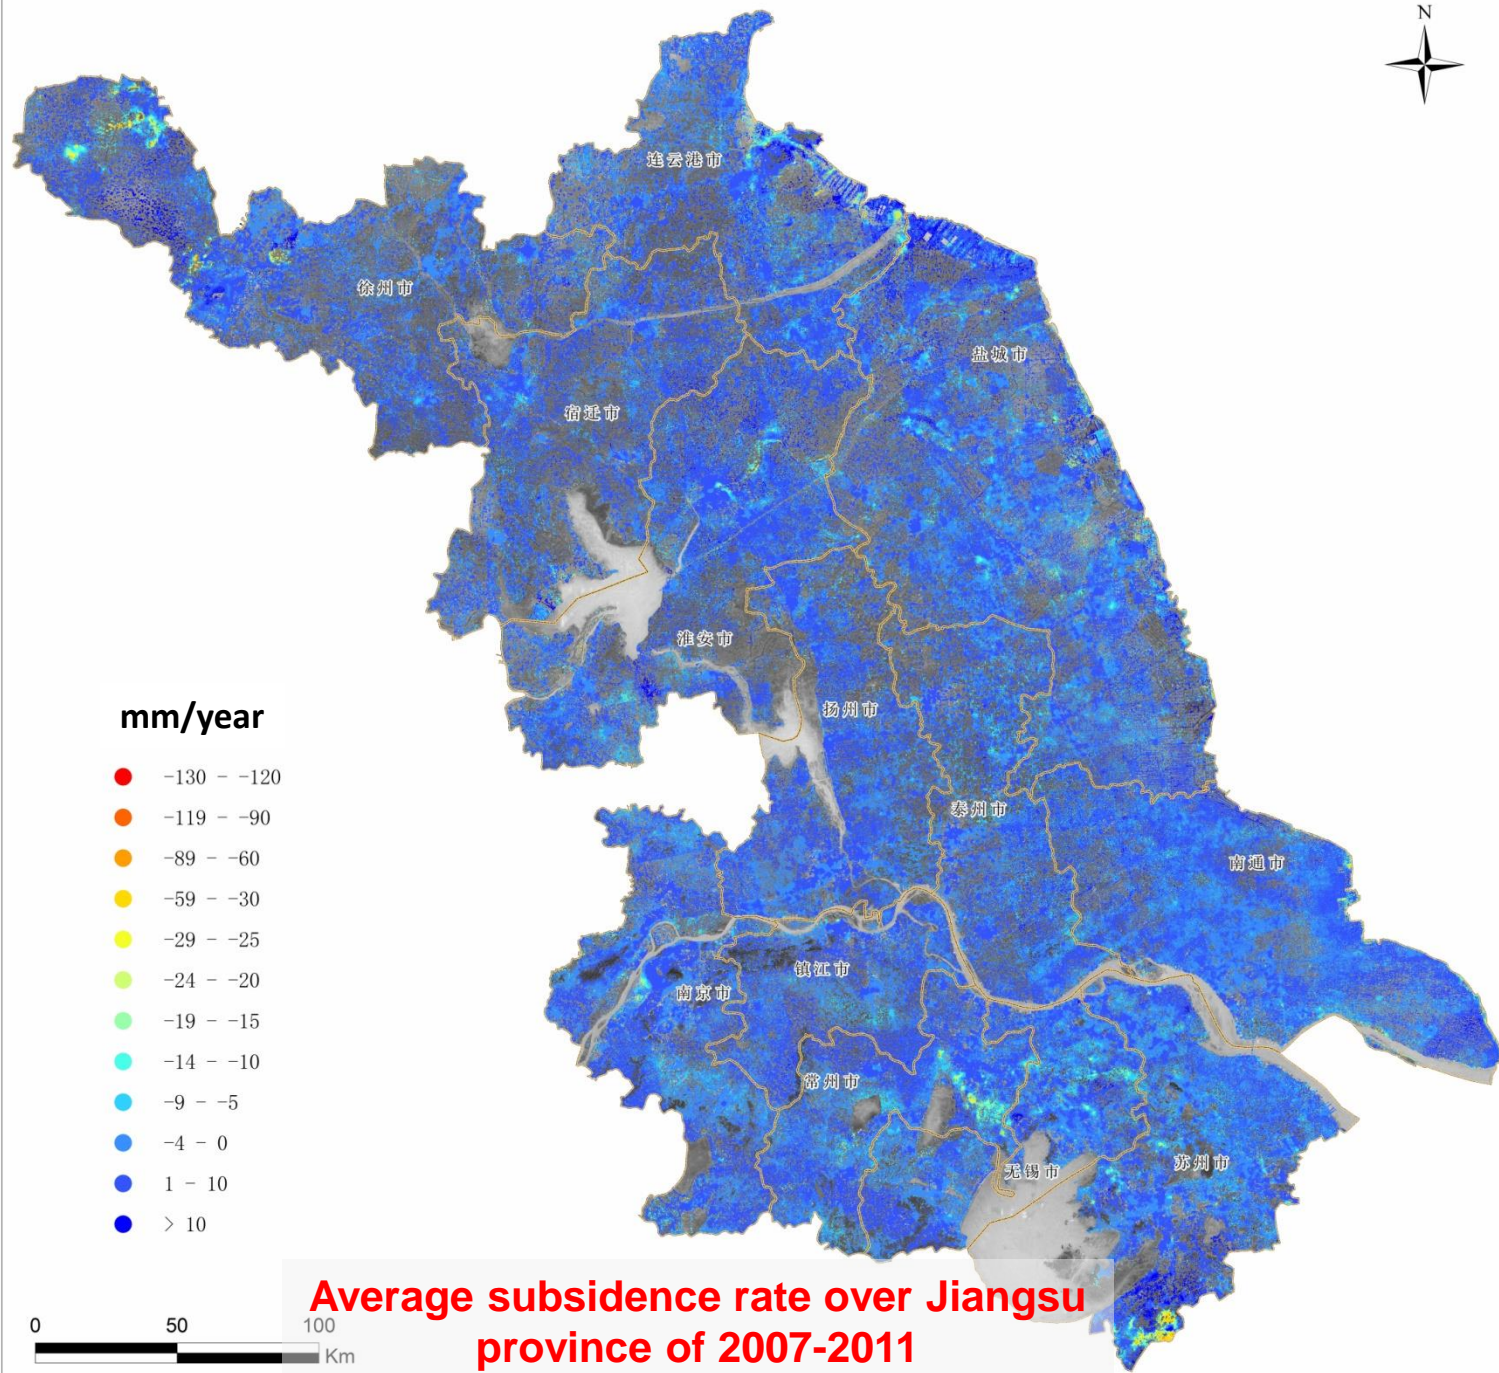 N
连云港市
徐州市
盐城市
宿迁市
淮安市
扬州市
泰州市
南通市
镇江市
南京市
常州市
无锡市
苏州市
mm/year
-130 - -120
-119 - -90
-89 - -60
-59 - -30
-29 - -25
-24 - -20
-19 - -15
-14 - -10
-9 - -5
-4 - 0
1 - 10
> 10
0 50 100
Km
Average subsidence rate over Jiangsu
province of 2007-2011